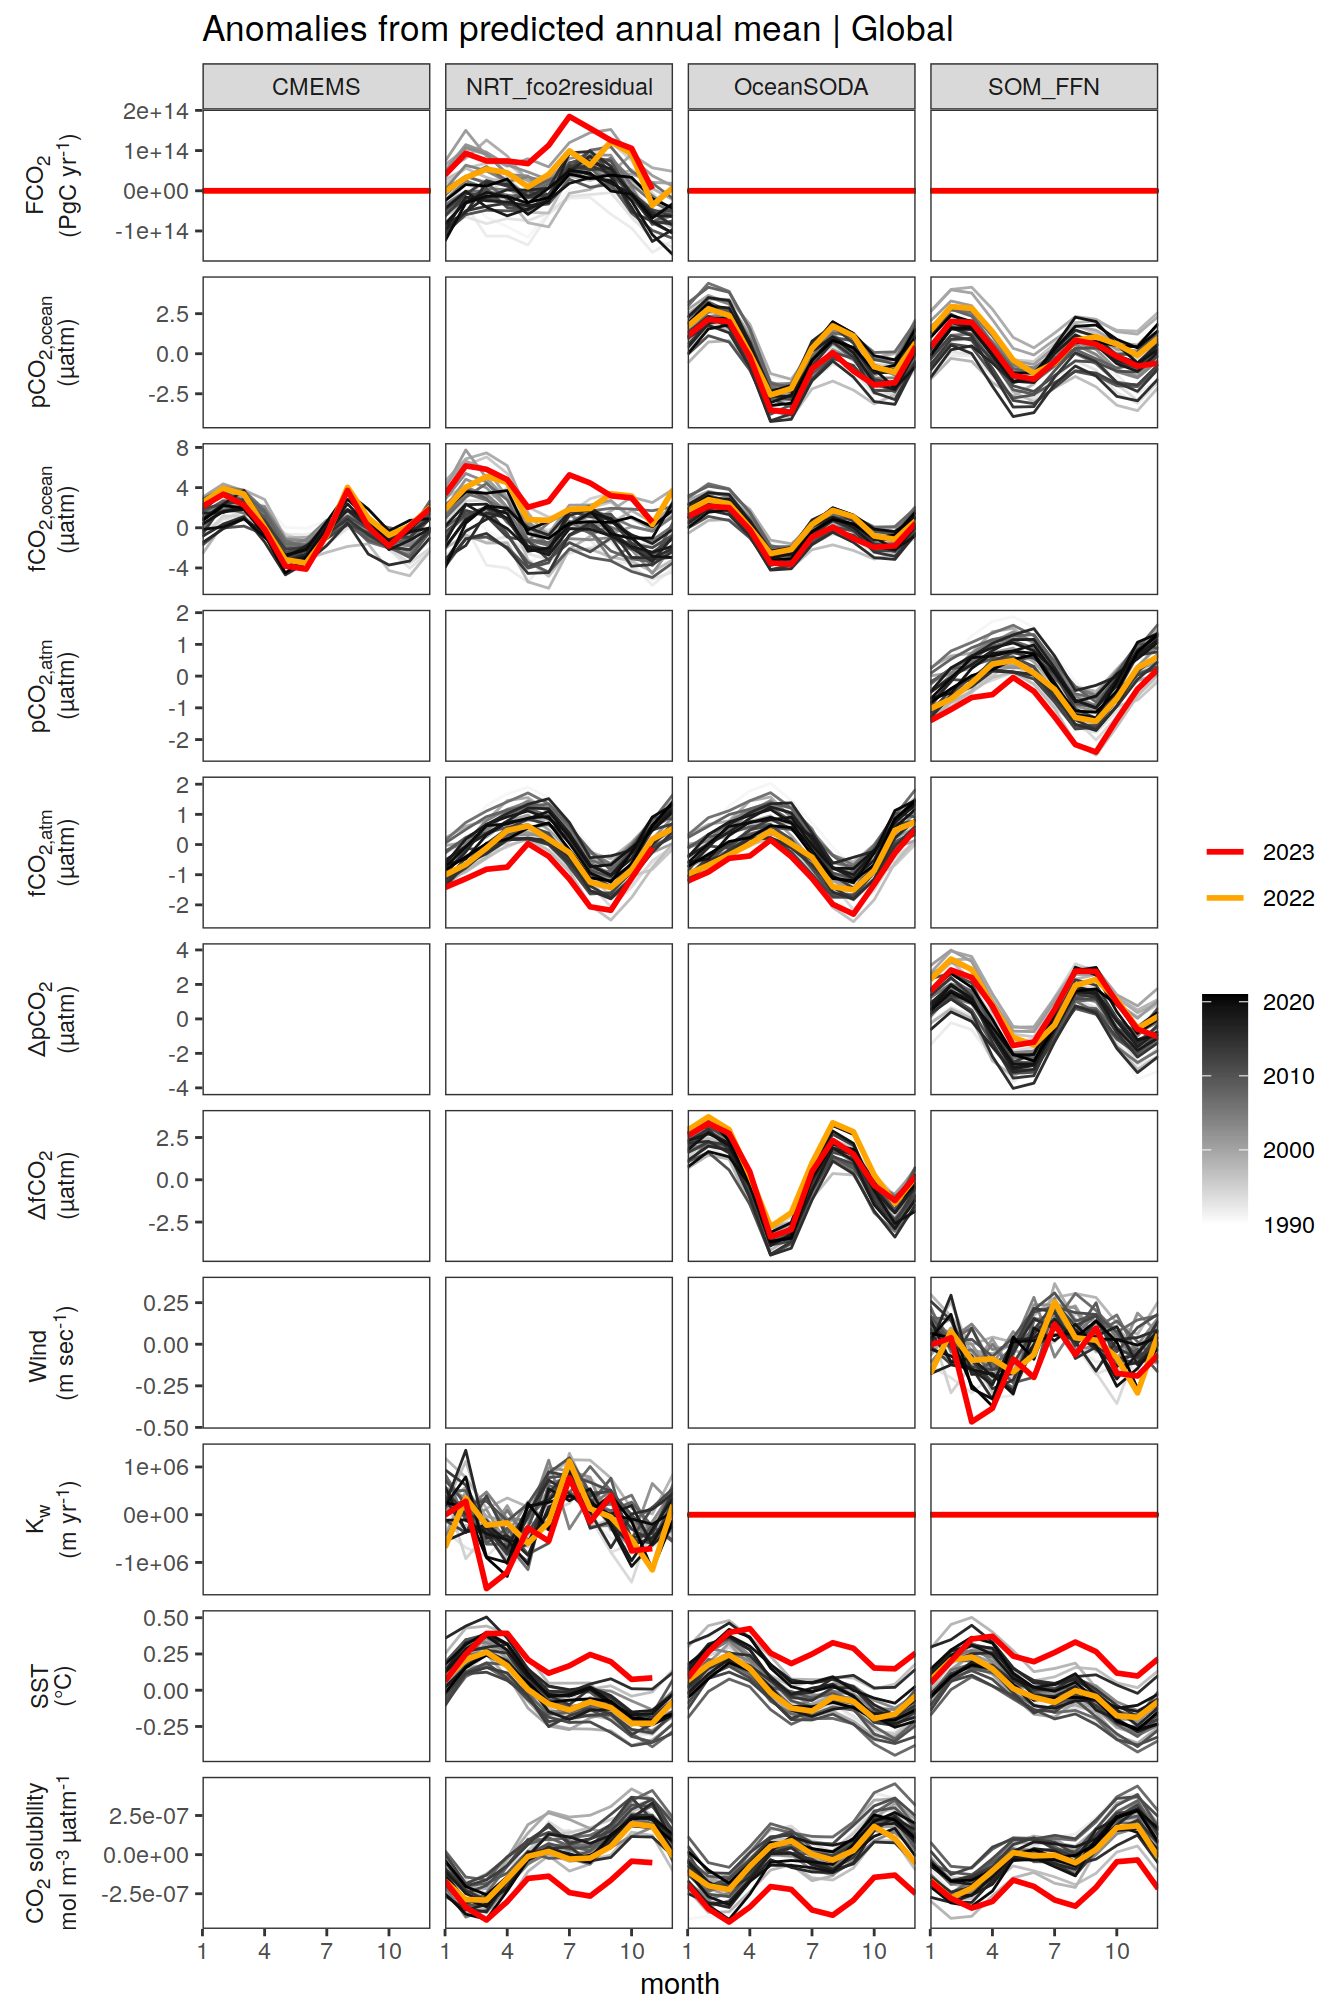 Anomalies from predicted annual mean | Global
CMEMS
NRT_fco2residual
OceanSODA
SOM_FFN
FCO₂
(PgC yr⁻¹)
2e+14
1e+14
0e+00
-1e+14
pCO₂,ocean
(µatm)
2.5
0.0
-2.5
fCO₂,ocean
(µatm)
8
4
0
-4
pCO₂,atm
(µatm)
2
1
0
-1
-2
fCO₂,atm
(µatm)
2
1
0
-1
-2
ΔpCO₂
(µatm)
4
2
0
-2
-4
ΔfCO₂
(µatm)
2.5
0.0
-2.5
Wind
(m sec⁻¹)
0.25
0.00
-0.25
-0.50
Kw
(m yr⁻¹)
1e+06
0e+00
-1e+06
SST
(°C)
0.50
0.25
0.00
-0.25
CO₂ solubility
mol m⁻³ µatm⁻¹
2.5e-07
0.0e+00
-2.5e-07
1 4 7 10 1 4 7 10 1 4 7 10 1 4 7 10
month
2023
2022
2020
2010
2000
1990